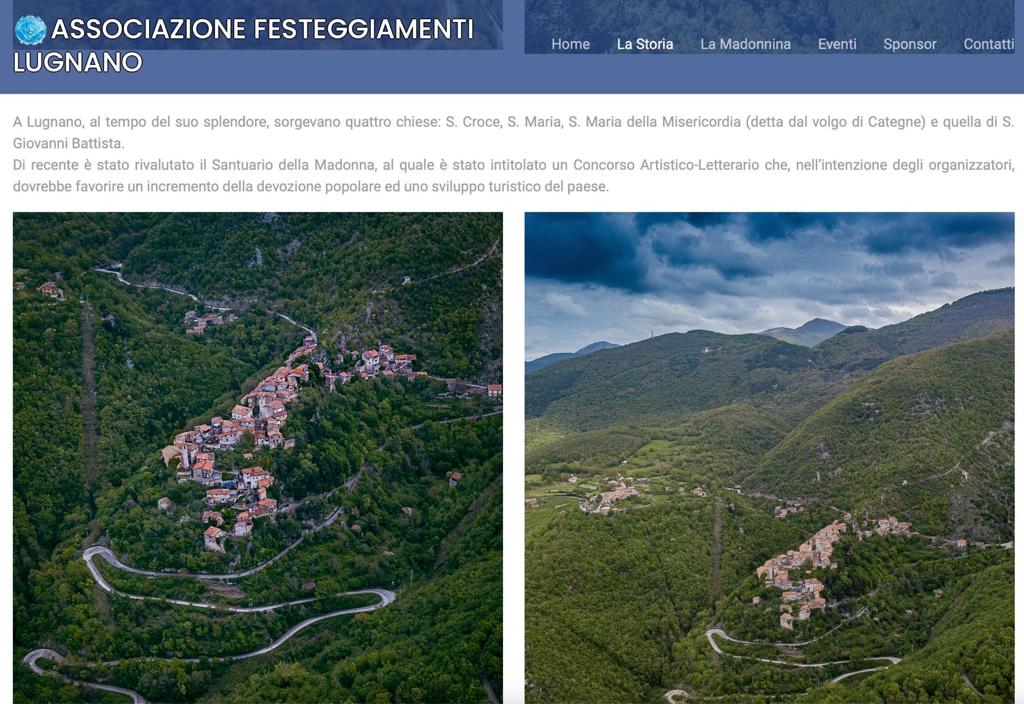 ASSOCIAZIONE FESTEGGIAMENTI
LUGNANO
Home La Storia La Madonnina Eventi Sponsor Contatti
A Lugnano, al tempo del suo splendore, sorgevano quattro chiese: S. Croce, S. Maria, S. Maria della Misericordia (detta dal volgo di Categne) e quella di S.
Giovanni Battista.
Di recente è stato rivalutato il Santuario della Madonna, al quale è stato intitolato un Concorso Artistico-Letterario che, nell'intenzione degli organizzatori,
dovrebbe favorire un incremento della devozione popolare ed uno sviluppo turistico del paese.